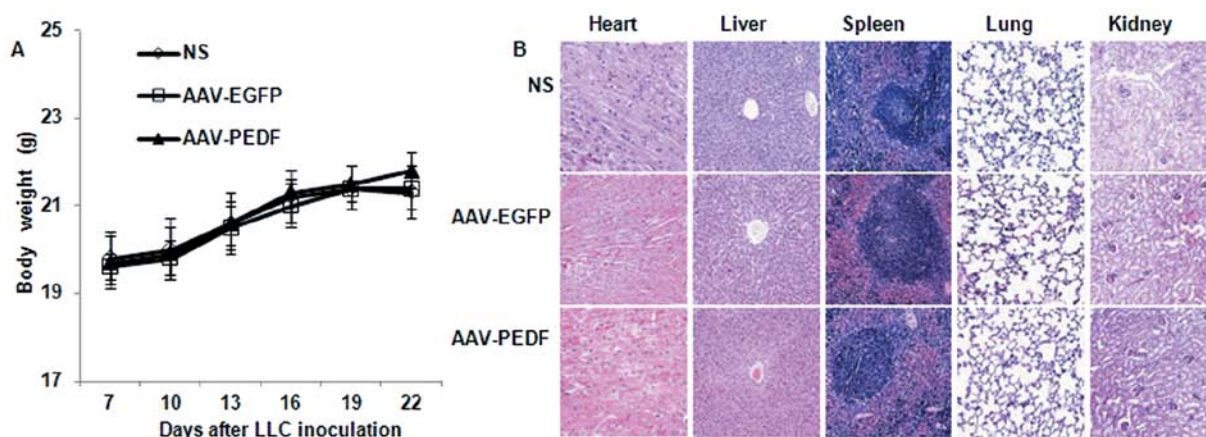 A
25
23
21
19
17
Body weight (g)
NS
AAV-EGFP
AAV-PEDF
7 10 13 16 19 22
Days after LLC inoculation
B
Heart Liver Spleen Lung Kidney
NS
AAV-EGFP
AAV-PEDF